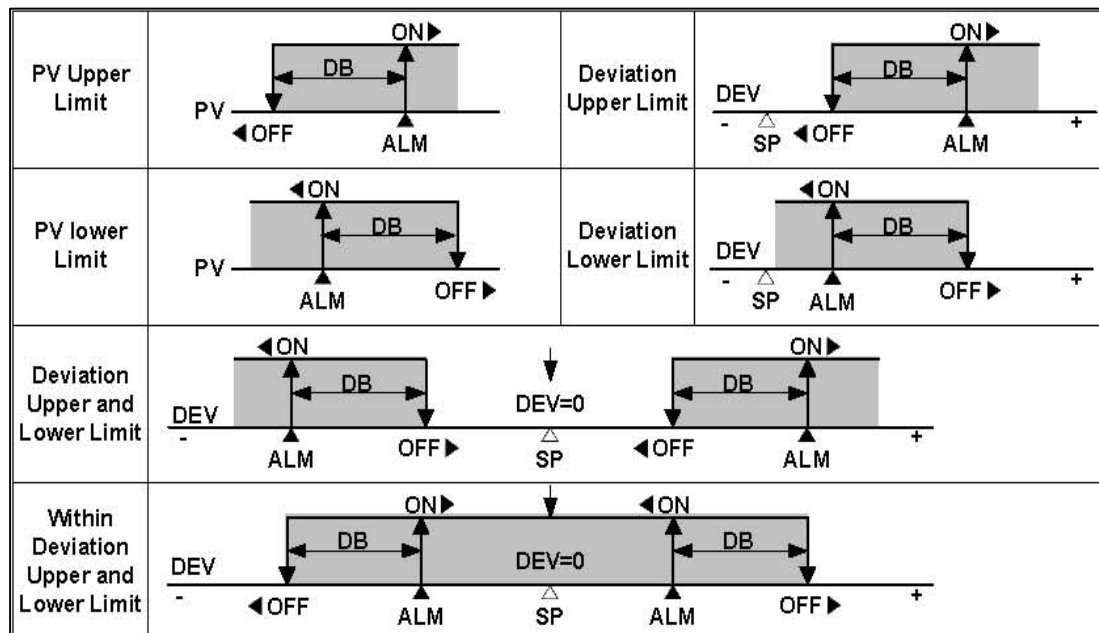 PV Upper
Limit
ON
DB
PV
OFF
ALM
Deviation
Upper Limit
ON
DB
DEV
-
+
SP
OFF
ALM
PV lower
Limit
ON
DB
PV
ALM
OFF
Deviation
Lower Limit
ON
DB
DEV
-
+
SP
ALM
OFF
Deviation
Upper and
Lower Limit
ON
ON
DB
DB
DEV
DEV=0
-
+
ALM
OFF
SP
OFF
ALM
Within
Deviation
Upper and
Lower Limit
ON
ON
DB
DB
DEV
DEV=0
-
+
OFF
ALM
SP
ALM
OFF